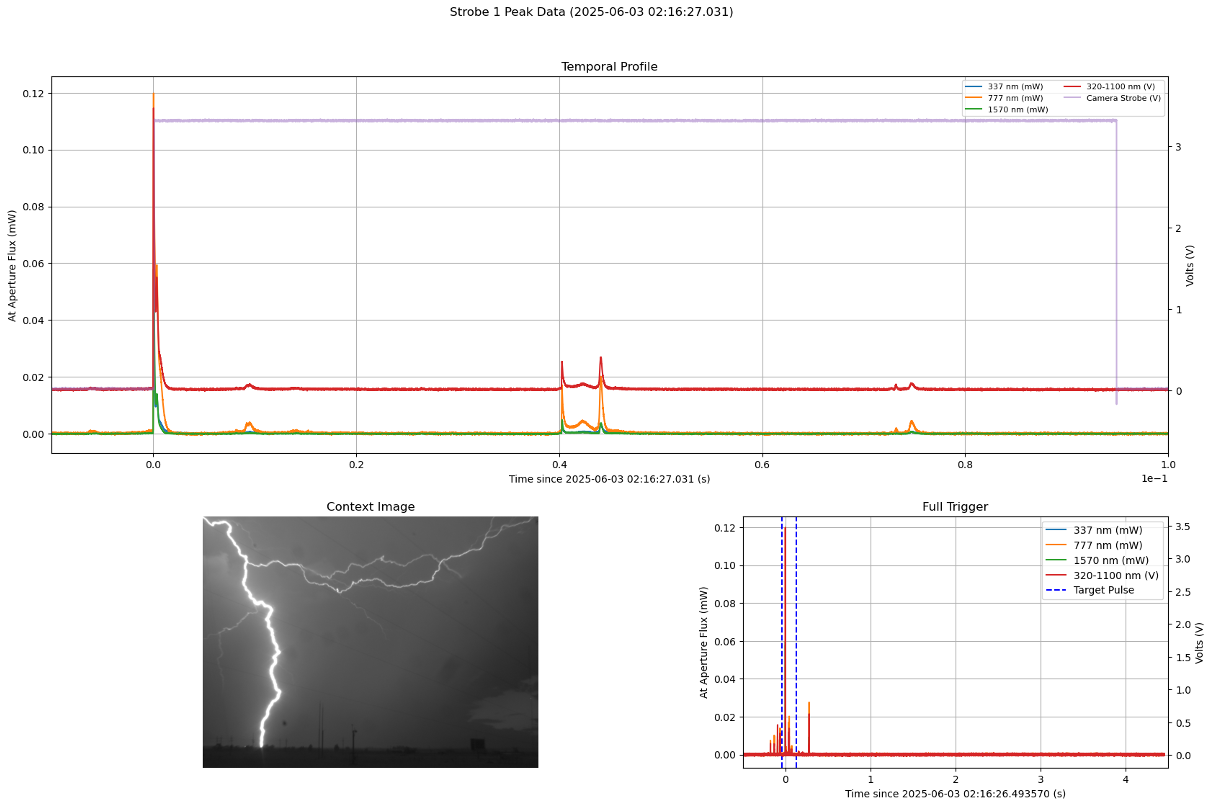 Strobe 1 Peak Data (2025-06-03 02:16:27.031)
Temporal Profile
337 nm (mW)
777 nm (mW)
1570 nm (mW)
320-1100 nm (V)
Camera Strobe (V)
At Aperture Flux (mW)
0.12
0.10
0.08
0.06
0.04
0.02
0.00
3
2
1
0
Volts (V)
0.0 0.2 0.4 0.6 0.8 1.0
1e−1
Time since 2025-06-03 02:16:27.031 (s)
Context Image
Full Trigger
337 nm (mW)
777 nm (mW)
1570 nm (mW)
320-1100 nm (V)
Target Pulse
At Aperture Flux (mW)
0.12
0.10
0.08
0.06
0.04
0.02
0.00
3.5
3.0
2.5
2.0
1.5
1.0
0.5
0.0
Volts (V)
0 1 2 3 4
Time since 2025-06-03 02:16:26.493570 (s)